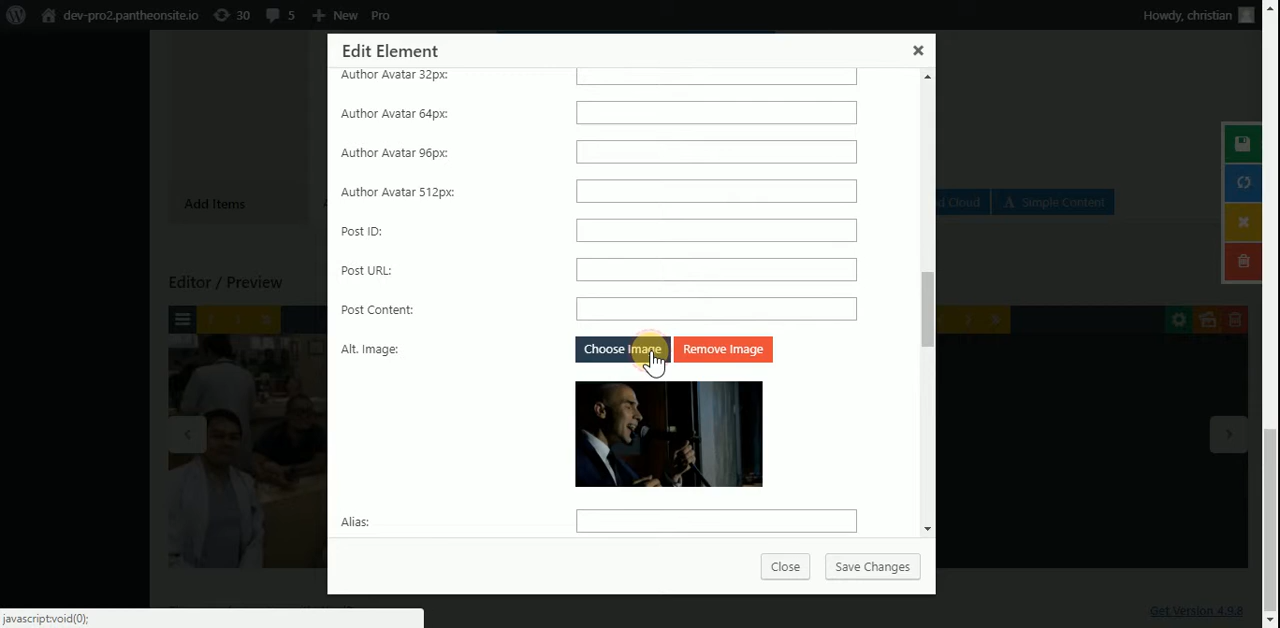 dev-pro2.pantheonsite.io 30 5 New Pro Howdy, christian
Edit Element
Author Avatar 32px:
Author Avatar 64px:
Author Avatar 96px:
Author Avatar 512px:
Add Items
d Cloud Simple Content
Post ID:
Post URL:
Editor / Preview
Post Content:
Alt. Image: Choose Image Remove Image
Alias:
Close Save Changes
javascript:void(0);
Get Version 4.9.8